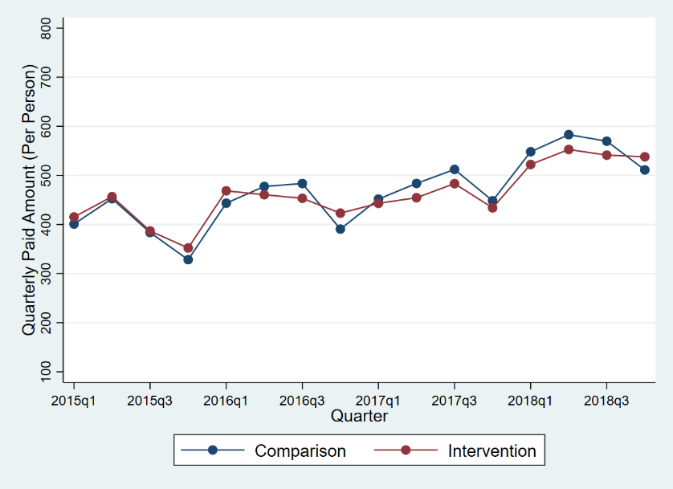 Quarterly Paid Amount (Per Person)
800
700
600
500
400
300
200
100
2015q1 2015q3 2016q1 2016q3 2017q1 2017q3 2018q1 2018q3
Quarter
Comparison Intervention